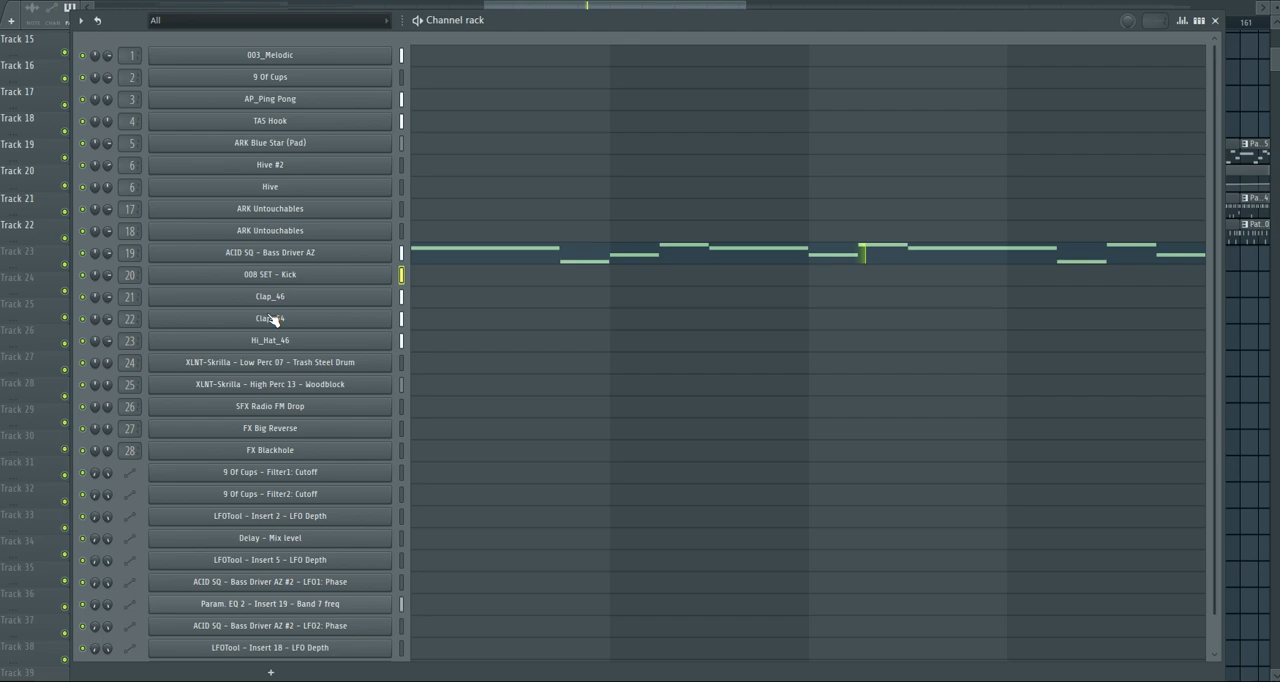 All
Channel rack
161
NOTE
Track 15
Track 16
Track 17
Track 18
Track 19
Track 20
Track 21
Track 22
Track 23
Track 24
Track 25
Track 26
Track 27
Track 28
Track 29
Track 30
Track 31
Track 32
Track 33
Track 34
Track 35
Track 36
Track 37
Track 38
Track 39
1 003_Melodic
2 9 Of Cups
3 AP_Ping Pong
4 TAS Hook
5 ARK Blue Star (Pad)
6 Hive #2
6 Hive
17 ARK Untouchables
18 ARK Untouchables
19 ACID SQ - Bass Driver AZ
20 008 SET - Kick
21 Clap_46
22
23 Hi_Hat_46
24 XLNT-Skrilla - Low Perc 07 - Trash Steel Drum
25 XLNT-Skrilla - High Perc 13 - Woodblock
26 SFX Radio FM Drop
27 FX Big Reverse
28 FX Blackhole
9 Of Cups - Filter1: Cutoff
9 Of Cups - Filter2: Cutoff
LFOTool - Insert 2 - LFO Depth
Delay - Mix level
LFOTool - Insert 5 - LFO Depth
ACID SQ - Bass Driver AZ #2 - LFO1: Phase
Param. EQ 2 - Insert 19 - Band 7 freq
ACID SQ - Bass Driver AZ #2 - LFO2: Phase
LFOTool - Insert 18 - LFO Depth
+
Pa…5
Pa…4
Pat…0